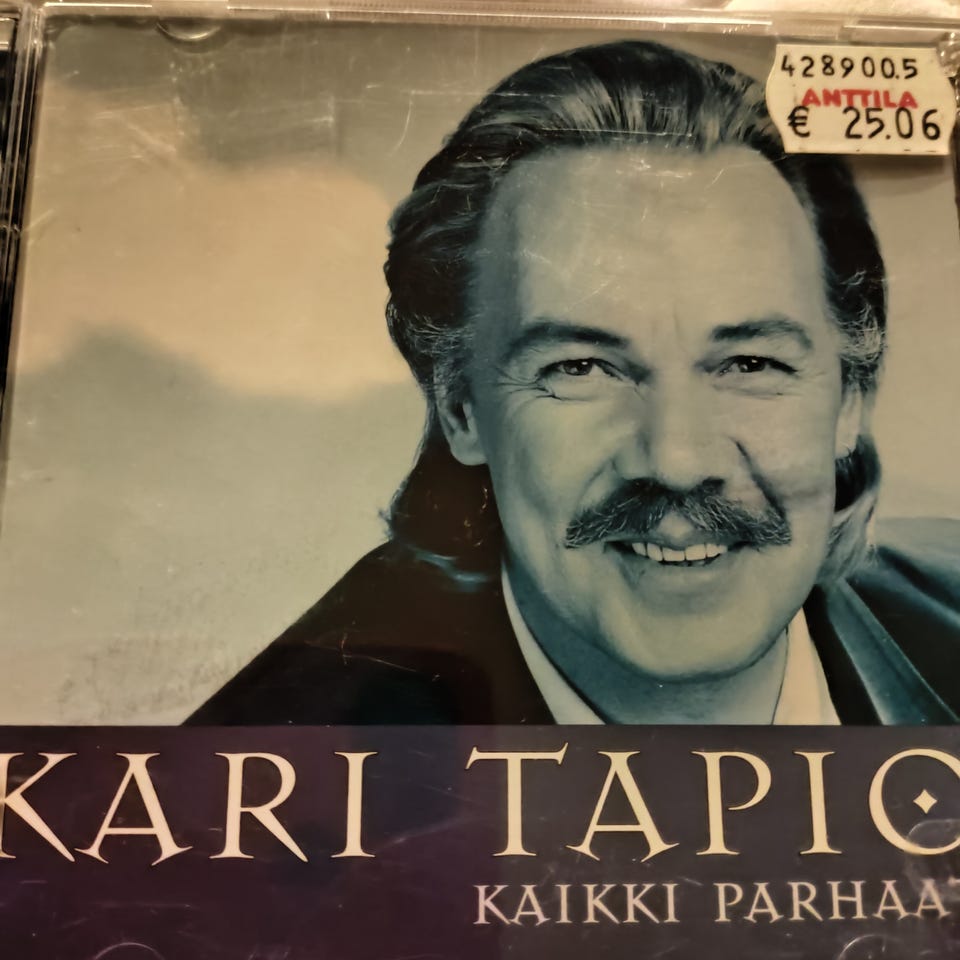 428900.5
ANTTILA
€ 25.06
KARI TAPIO
KAIKKI PARHAAT